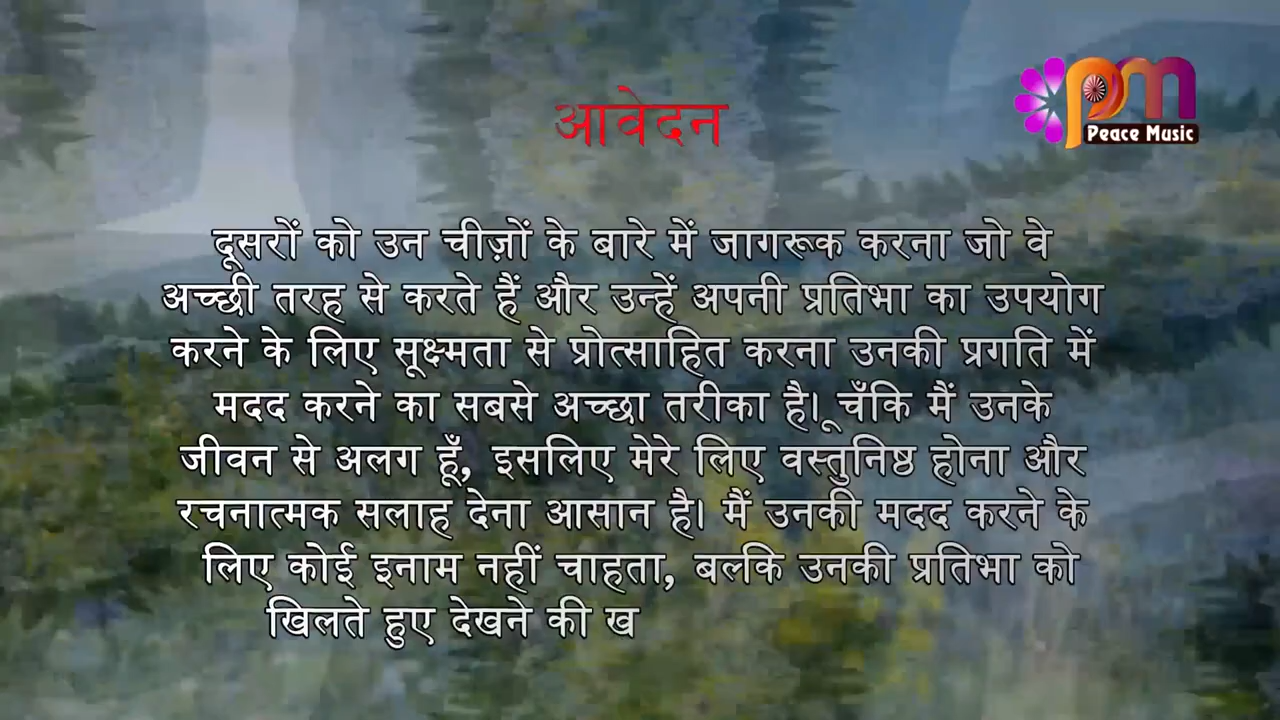 आवेदन
pm
Peace Music
दूसरों को उन चीज़ों के बारे में जागरूक करना जो वे
अच्छी तरह से करते हैं और उन्हें अपनी प्रतिभा का उपयोग
करने के लिए सूक्ष्मता से प्रोत्साहित करना उनकी प्रगति में
मदद करने का सबसे अच्छा तरीका है। चूँकि मैं उनके
जीवन से अलग हूँ, इसलिए मेरे लिए वस्तुनिष्ठ होना और
रचनात्मक सलाह देना आसान है। मैं उनकी मदद करने के
लिए कोई इनाम नहीं चाहता, बल्कि उनकी प्रतिभा को
खिलते हुए देखने की ख